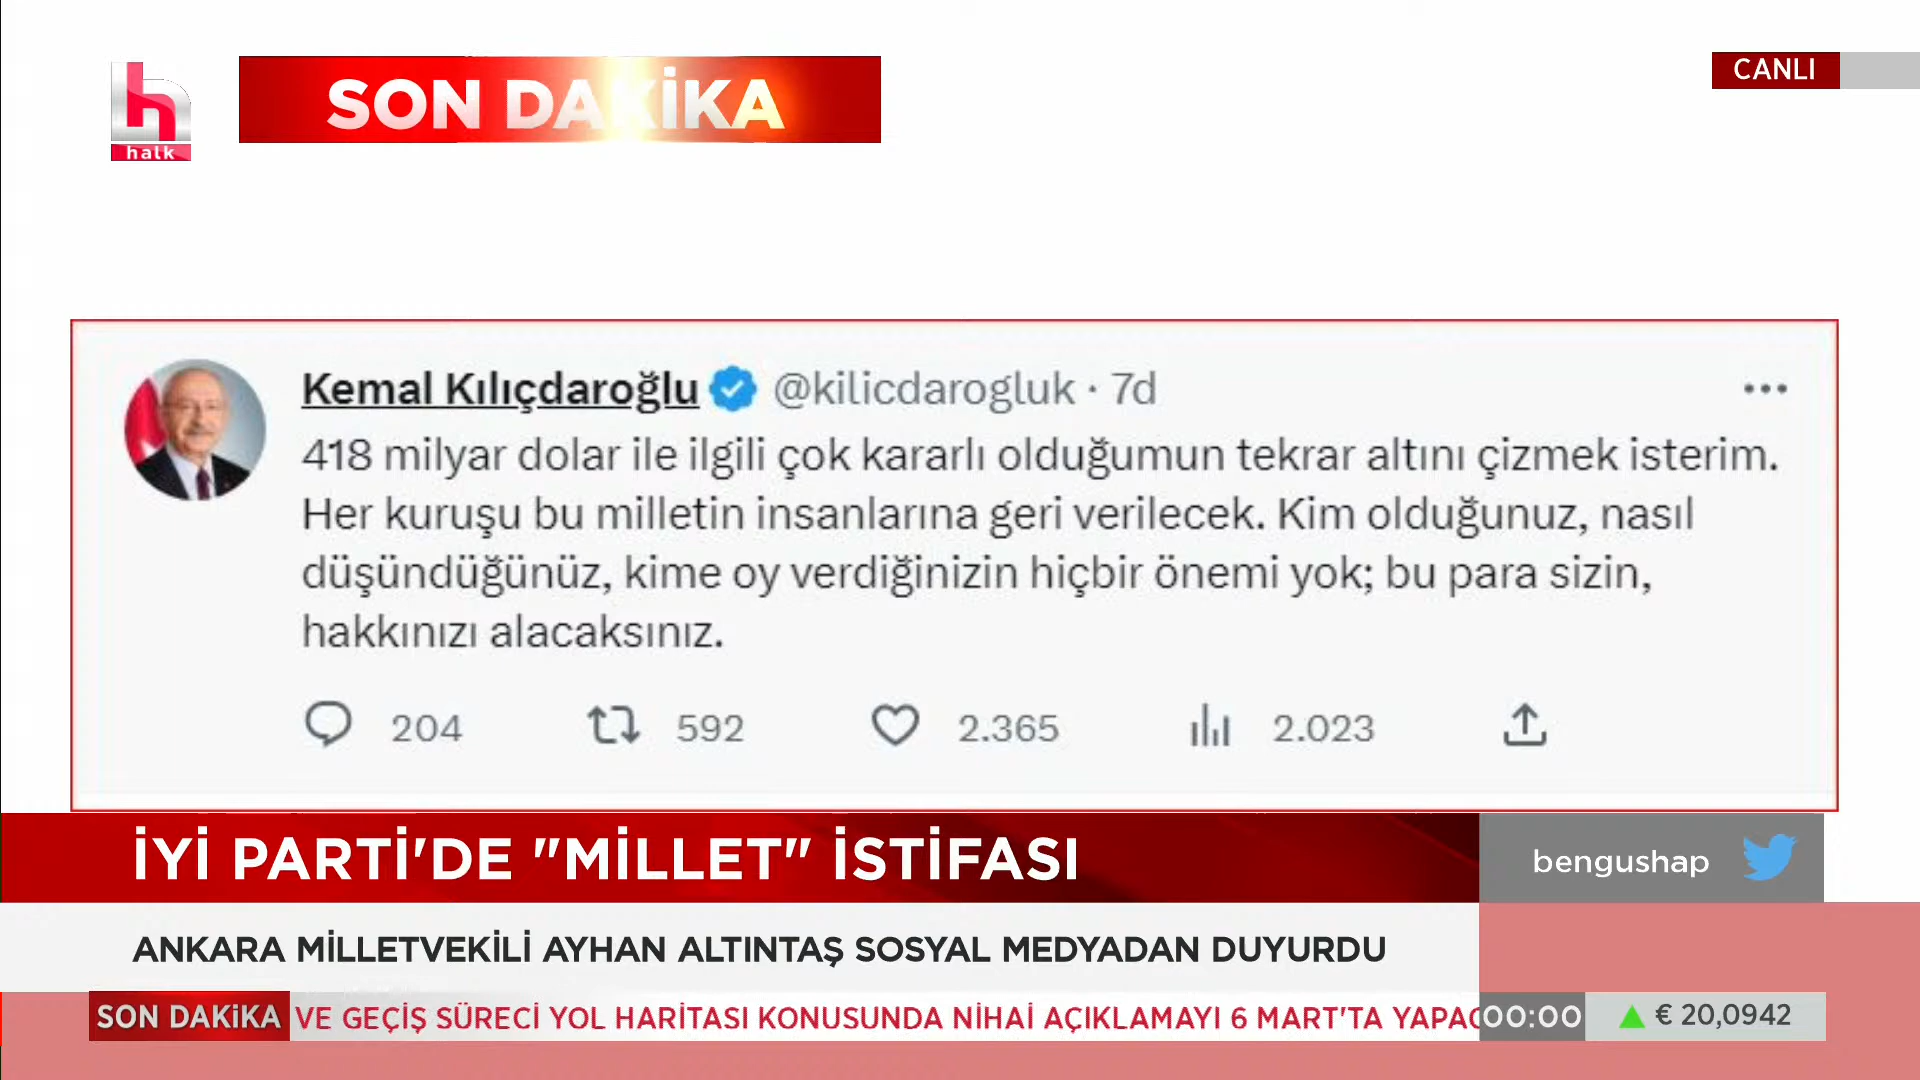 halk
SON DAKİKA
CANLI
Kemal Kılıçdaroğlu @kilicdarogluk · 7d
418 milyar dolar ile ilgili çok kararlı olduğumun tekrar altını çizmek isterim.
Her kuruşu bu milletin insanlarına geri verilecek. Kim olduğunuz, nasıl
düşündüğünüz, kime oy verdiğinizin hiçbir önemi yok; bu para sizin,
hakkınızı alacaksınız.
204 592 2.365 2.023
İYİ PARTİ'DE "MİLLET" İSTİFASI
bengushap
ANKARA MİLLETVEKİLİ AYHAN ALTINTAŞ SOSYAL MEDYADAN DUYURDU
SON DAKİKA VE GEÇİŞ SÜRECİ YOL HARİTASI KONUSUNDA NİHAİ AÇIKLAMAYI 6 MART'TA YAPAC 00:00 € 20,0942